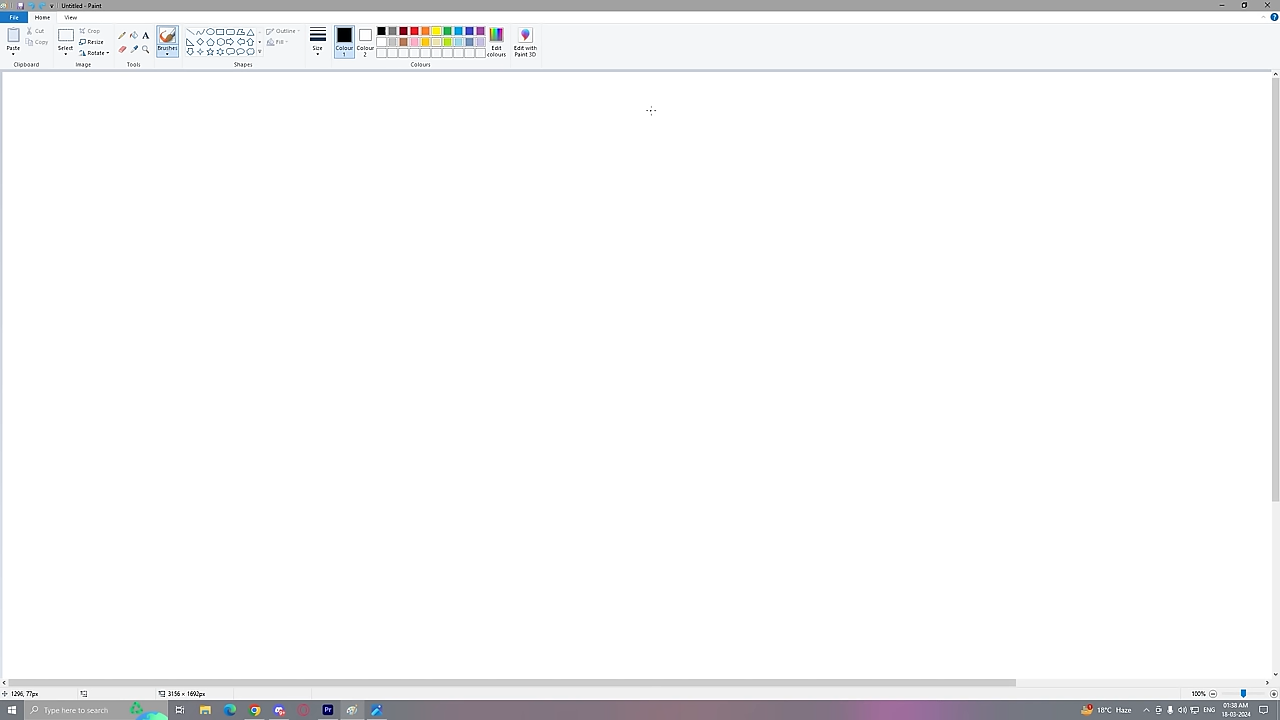 Untitled - Paint
File Home View
Paste Cut Copy Select Crop Resize Rotate A Brushes Outline Fill Size Colour 1 Colour 2 Edit colours Edit with Paint 3D
Clipboard Image Tools Shapes Colours
1296, 77px 3156 × 1692px 100%
Type here to search Pr 18°C Haze ENG 01:38 AM 18-03-2024